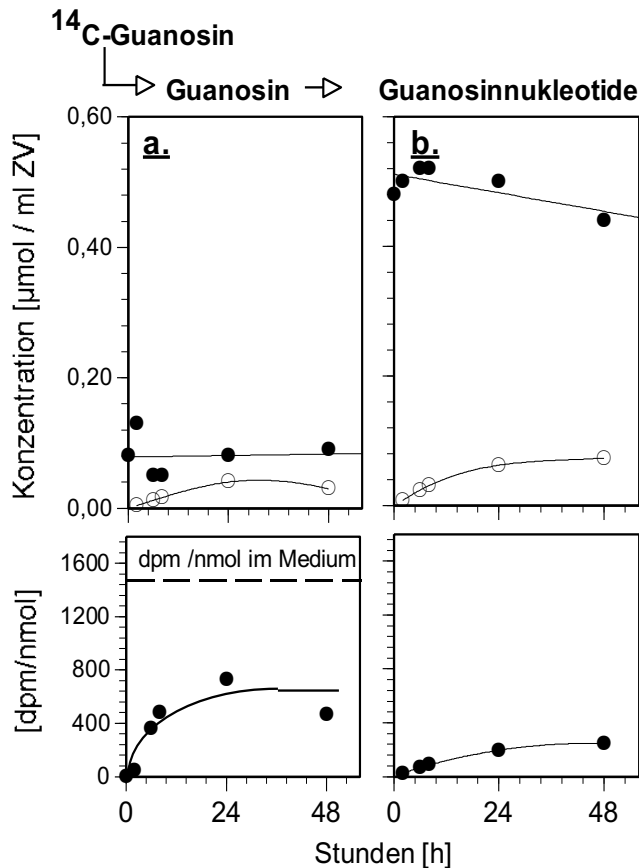 14C-Guanosin
Guanosin Guanosinnukleotide
a. b.
Konzentration [µmol / ml ZV]
0,60
0,40
0,20
0,00
dpm /nmol im Medium
[dpm/nmol]
1600
1200
800
400
0
0 24 48 0 24 48
Stunden [h]